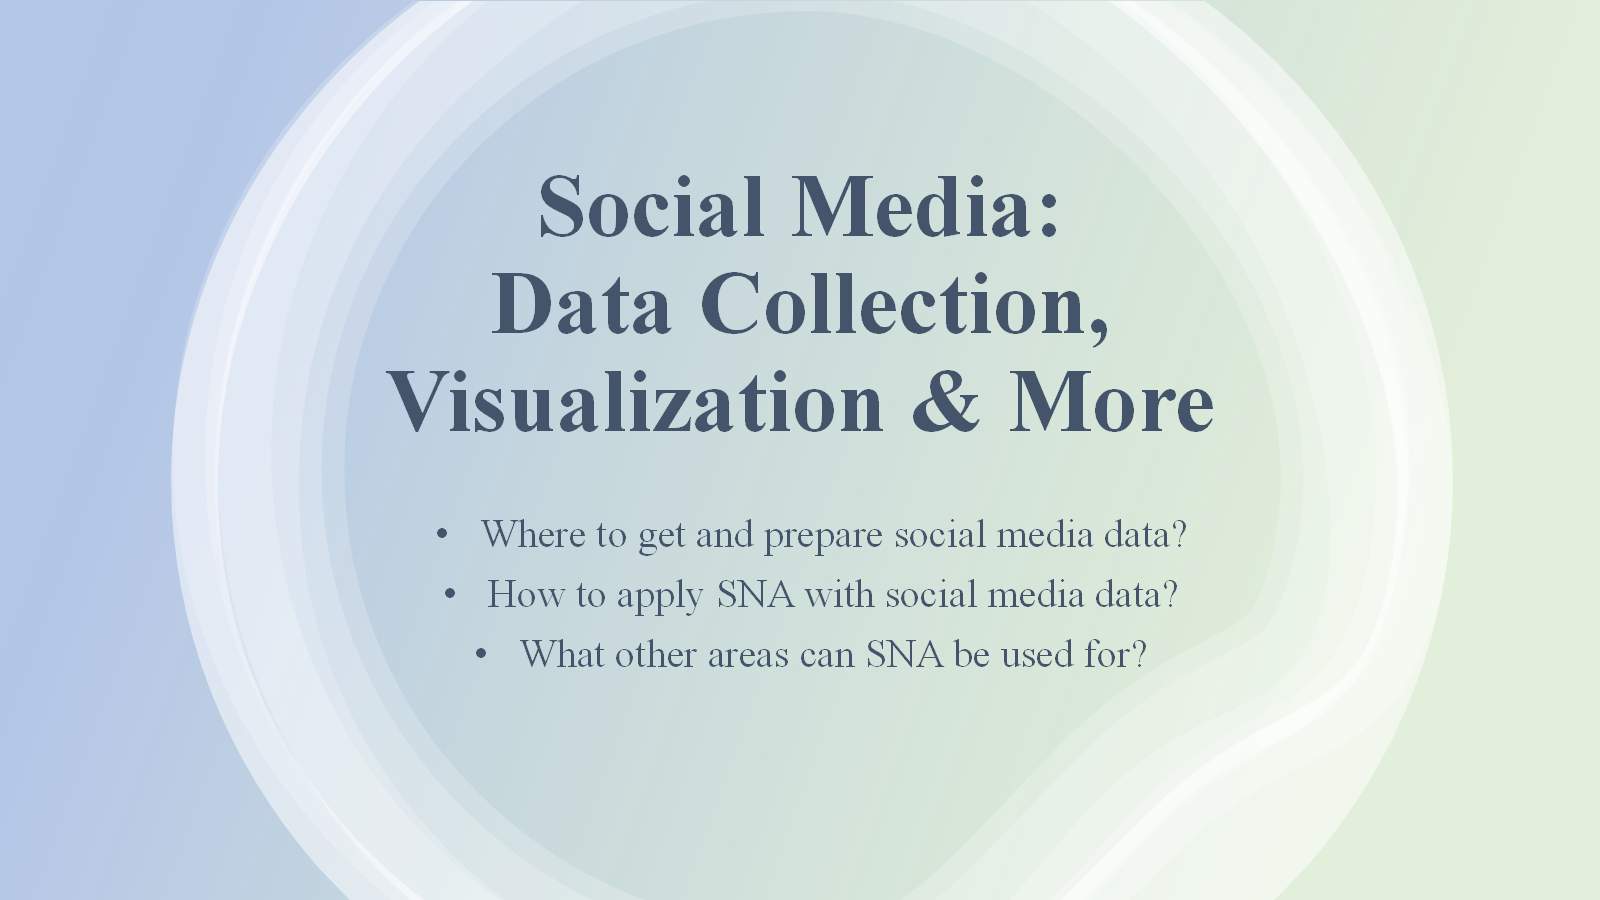 Social Media:
Data Collection,
Visualization & More
• Where to get and prepare social media data?
• How to apply SNA with social media data?
• What other areas can SNA be used for?